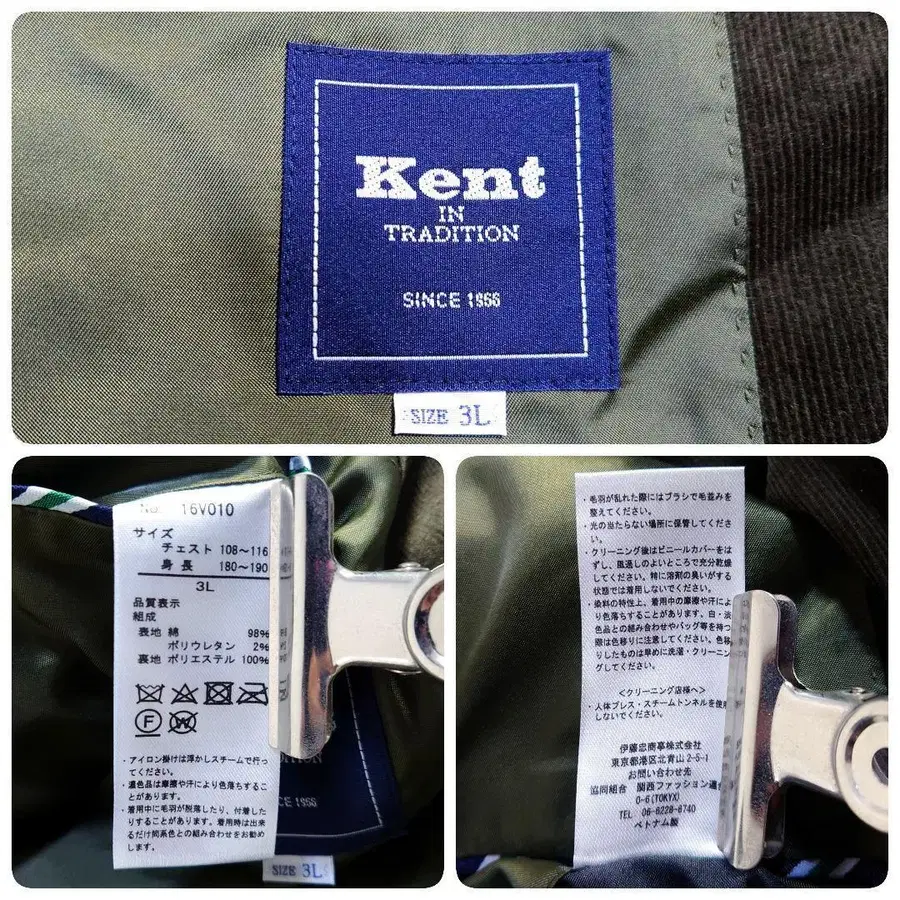 Kent
IN
TRADITION
SINCE 1966
SIZE 3L
No. 16V010
サイズ
チェスト 108～116
身長 180～190
3L
品質表示
組成
表地 綿 98%
ポリウレタン 2%
裏地 ポリエステル 100%
F W
・アイロン掛けは浮かしスチームで行っ
てください。
・濃色品は摩擦や汗により色落ちするこ
とがあります。
・着用中に毛羽が脱落したり、付着した
りする事があります。着用時は出来
るだけ同系色との組み合わせをお勧め
します。
TRADITION
SINCE 1966
SIZE 3L
・毛羽が乱れた際にはブラシで毛並みを
整えてください。
・光の当たらない場所に保管してくださ
い。
・クリーニング後はビニールカバーをは
ずし、風通しのよいところで充分乾燥
してください。特に溶剤の臭いがする
状態では着用しないでください。
・染料の特性上、着用中の摩擦や汗によ
り色落ちすることがあります。白・淡
色品との組み合わせやバッグ等を持つ
際は色移りに注意してください。色移
りしたものは早めに洗濯・クリーニン
グしてください。
＜クリーニング店様へ＞
・人体プレス・スチームトンネルを使用
しないでください。
伊藤忠商事株式会社
東京都港区北青山2-5-1
お問い合わせ先
協同組合 関西ファッション連合
0-6(TOKYX)
TEL 06-6228-6740
ベトナム製